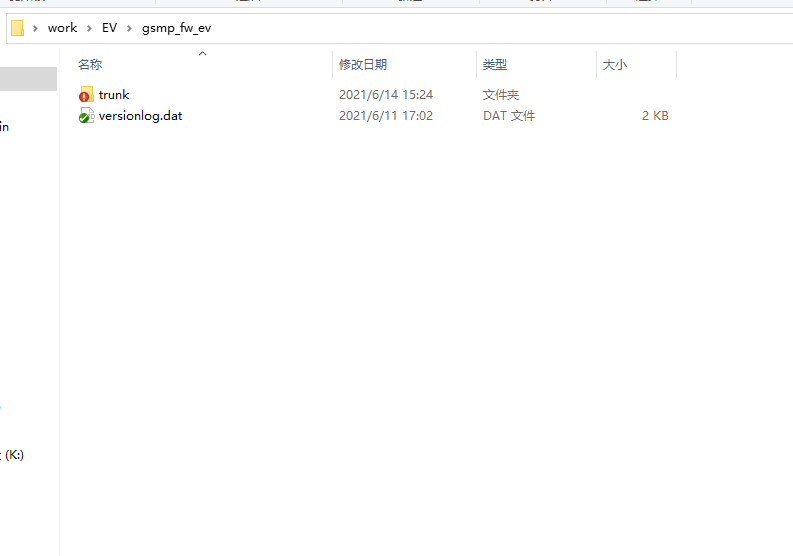 work > EV > gsmp_fw_ev
名称 修改日期 类型 大小
trunk 2021/6/14 15:24 文件夹
versionlog.dat 2021/6/11 17:02 DAT 文件 2 KB
in
(K:)